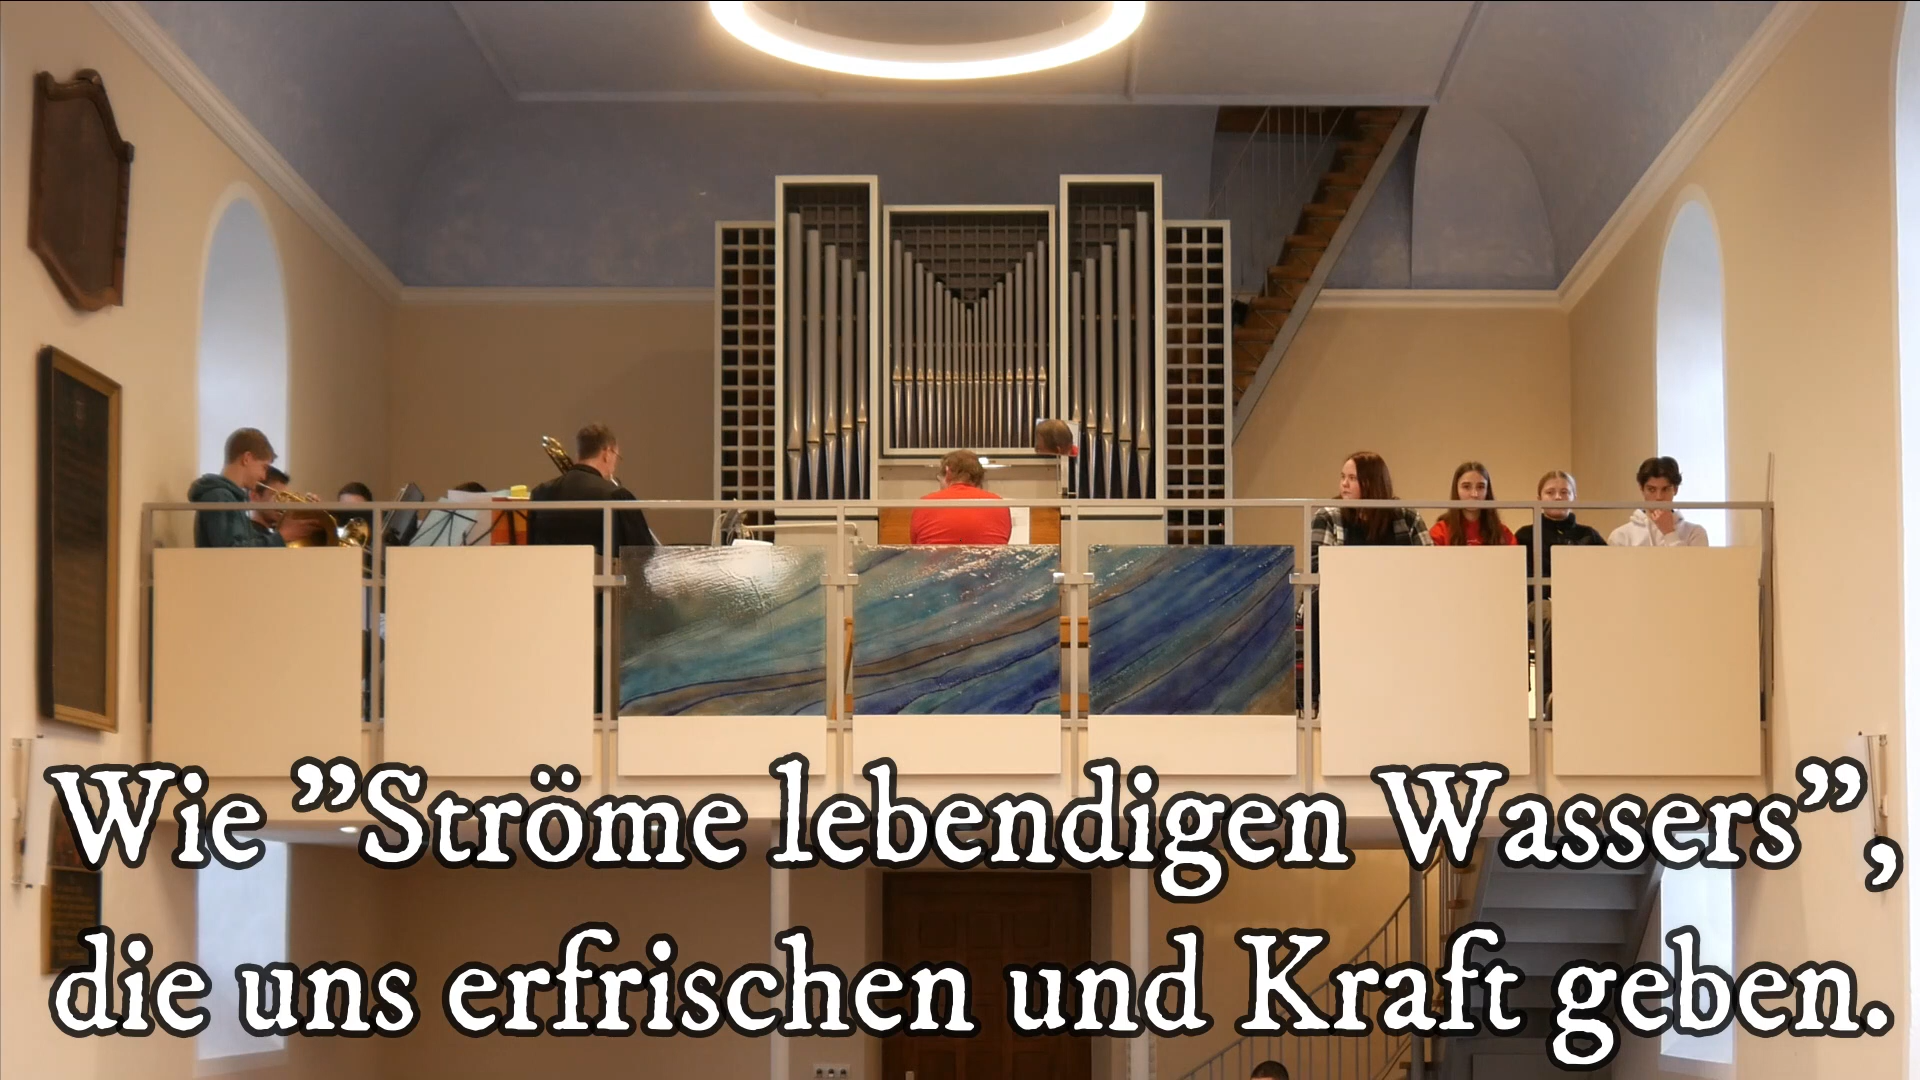 Wie ”Ströme lebendigen Wassers”,
die uns erfrischen und Kraft geben.